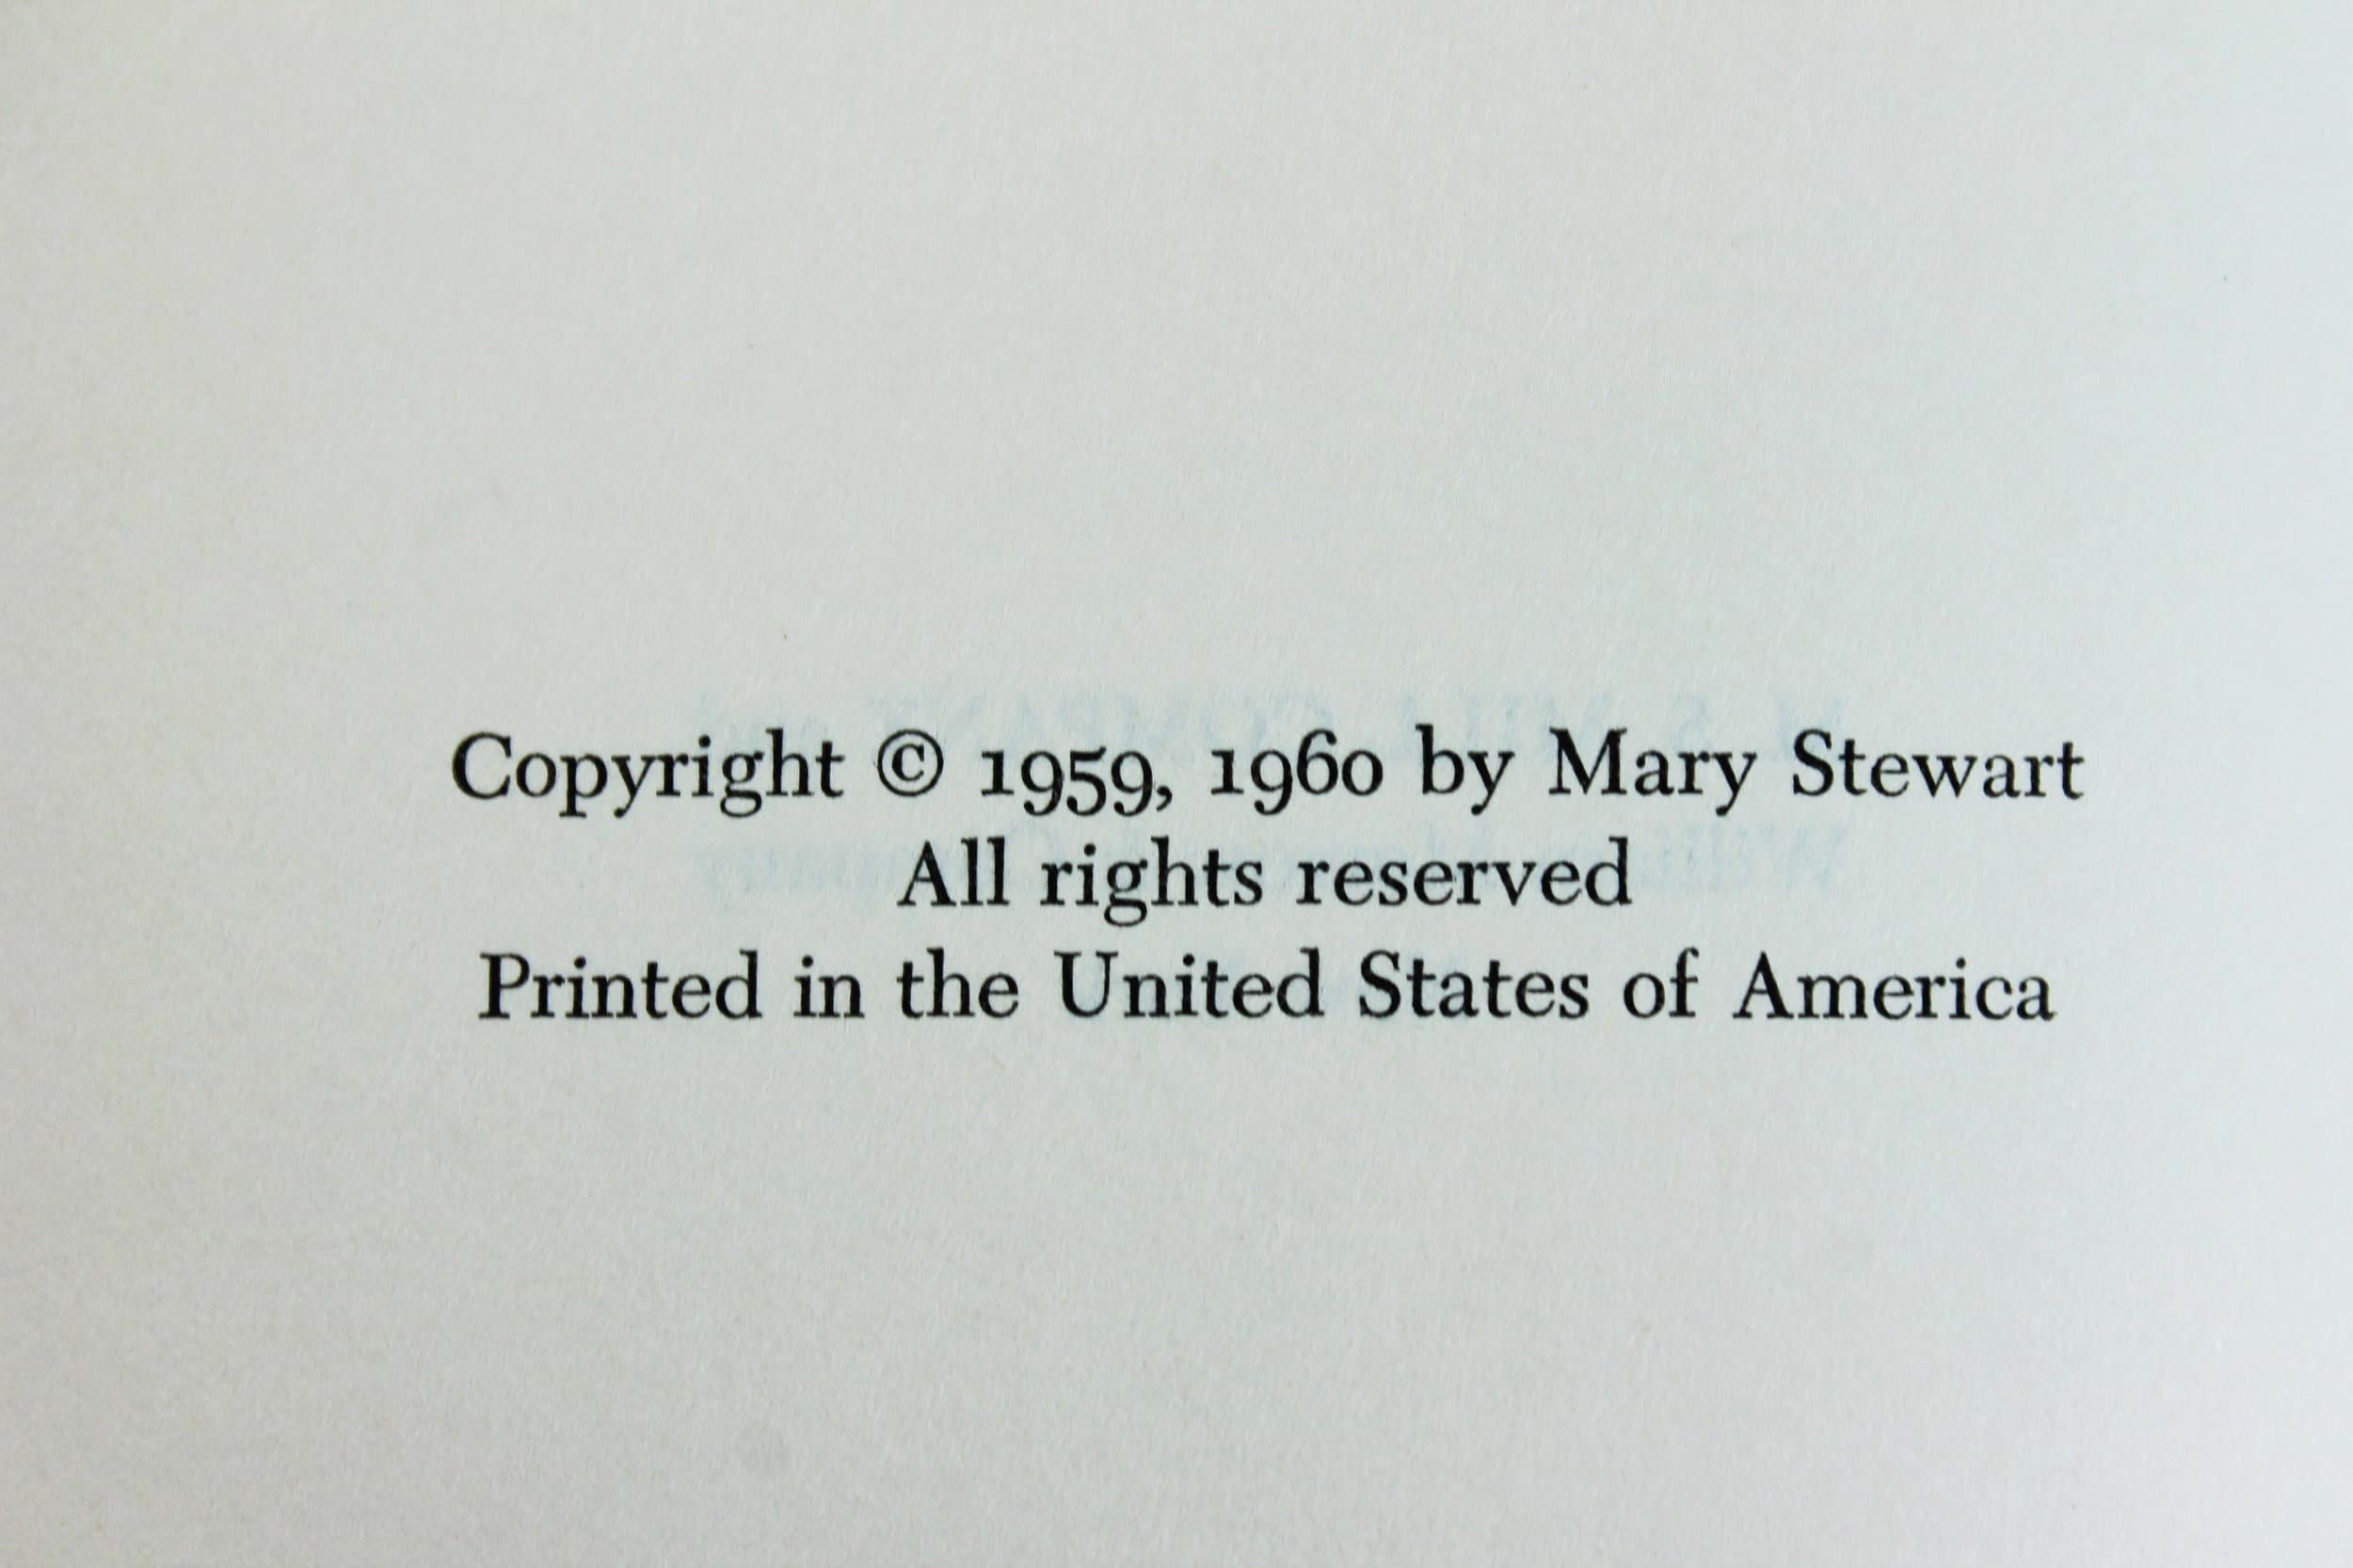 Copyright © 1959, 1960 by Mary Stewart
All rights reserved
Printed in the United States of America